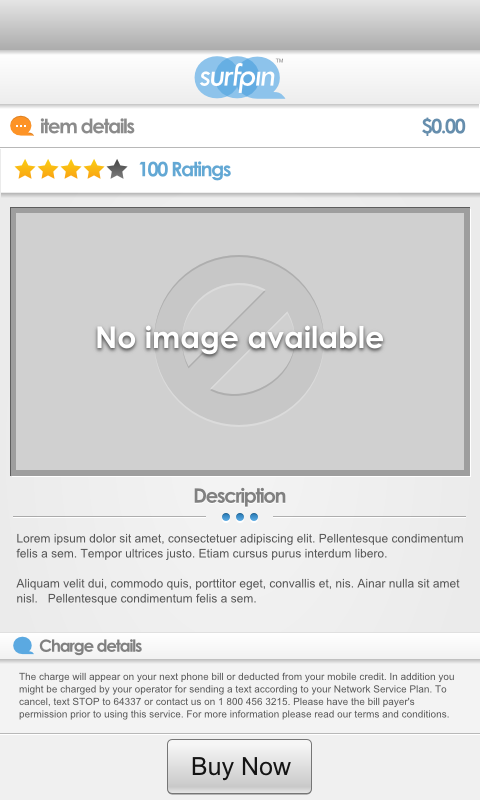 surfpin™
item details
$0.00
100 Ratings
No image available
Description
Lorem ipsum dolor sit amet, consectetuer adipiscing elit. Pellentesque condimentum
felis a sem. Tempor ultrices justo. Etiam cursus purus interdum libero.
Aliquam velit dui, commodo quis, porttitor eget, convallis et, nis. Ainar nulla sit amet
nisl.   Pellentesque condimentum felis a sem.
Charge details
The charge will appear on your next phone bill or deducted from your mobile credit. In addition you
might be charged by your operator for sending a text according to your Network Service Plan. To
cancel, text STOP to 64337 or contact us on 1 800 456 3215. Please have the bill payer's
permission prior to using this service. For more information please read our terms and conditions.
Buy Now